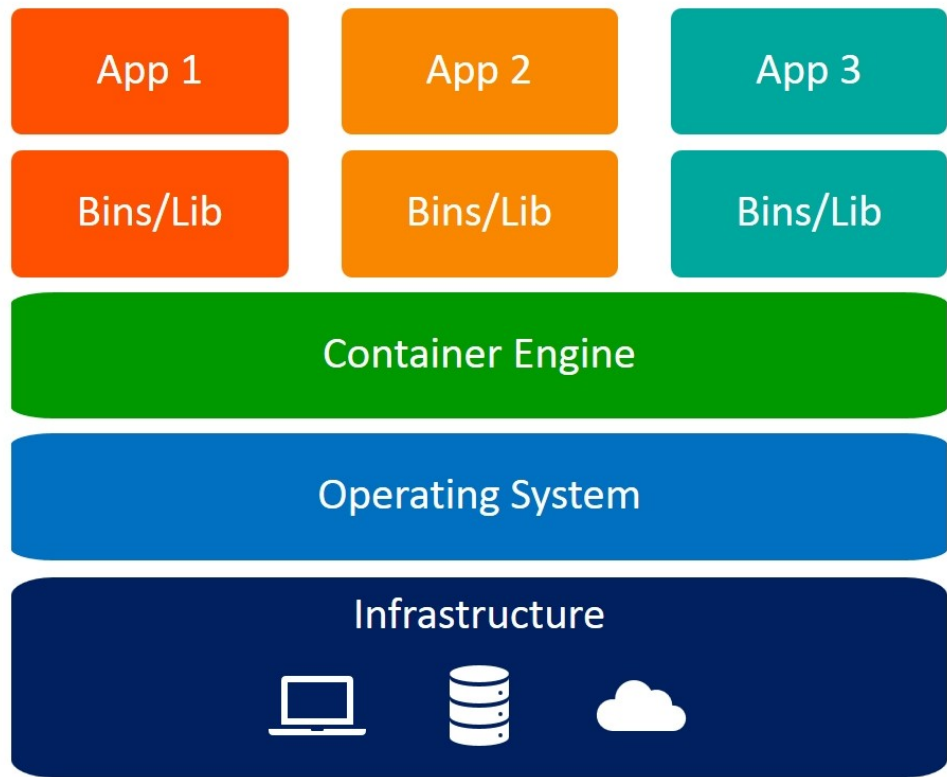 App 1
App 2
App 3
Bins/Lib
Bins/Lib
Bins/Lib
Container Engine
Operating System
Infrastructure